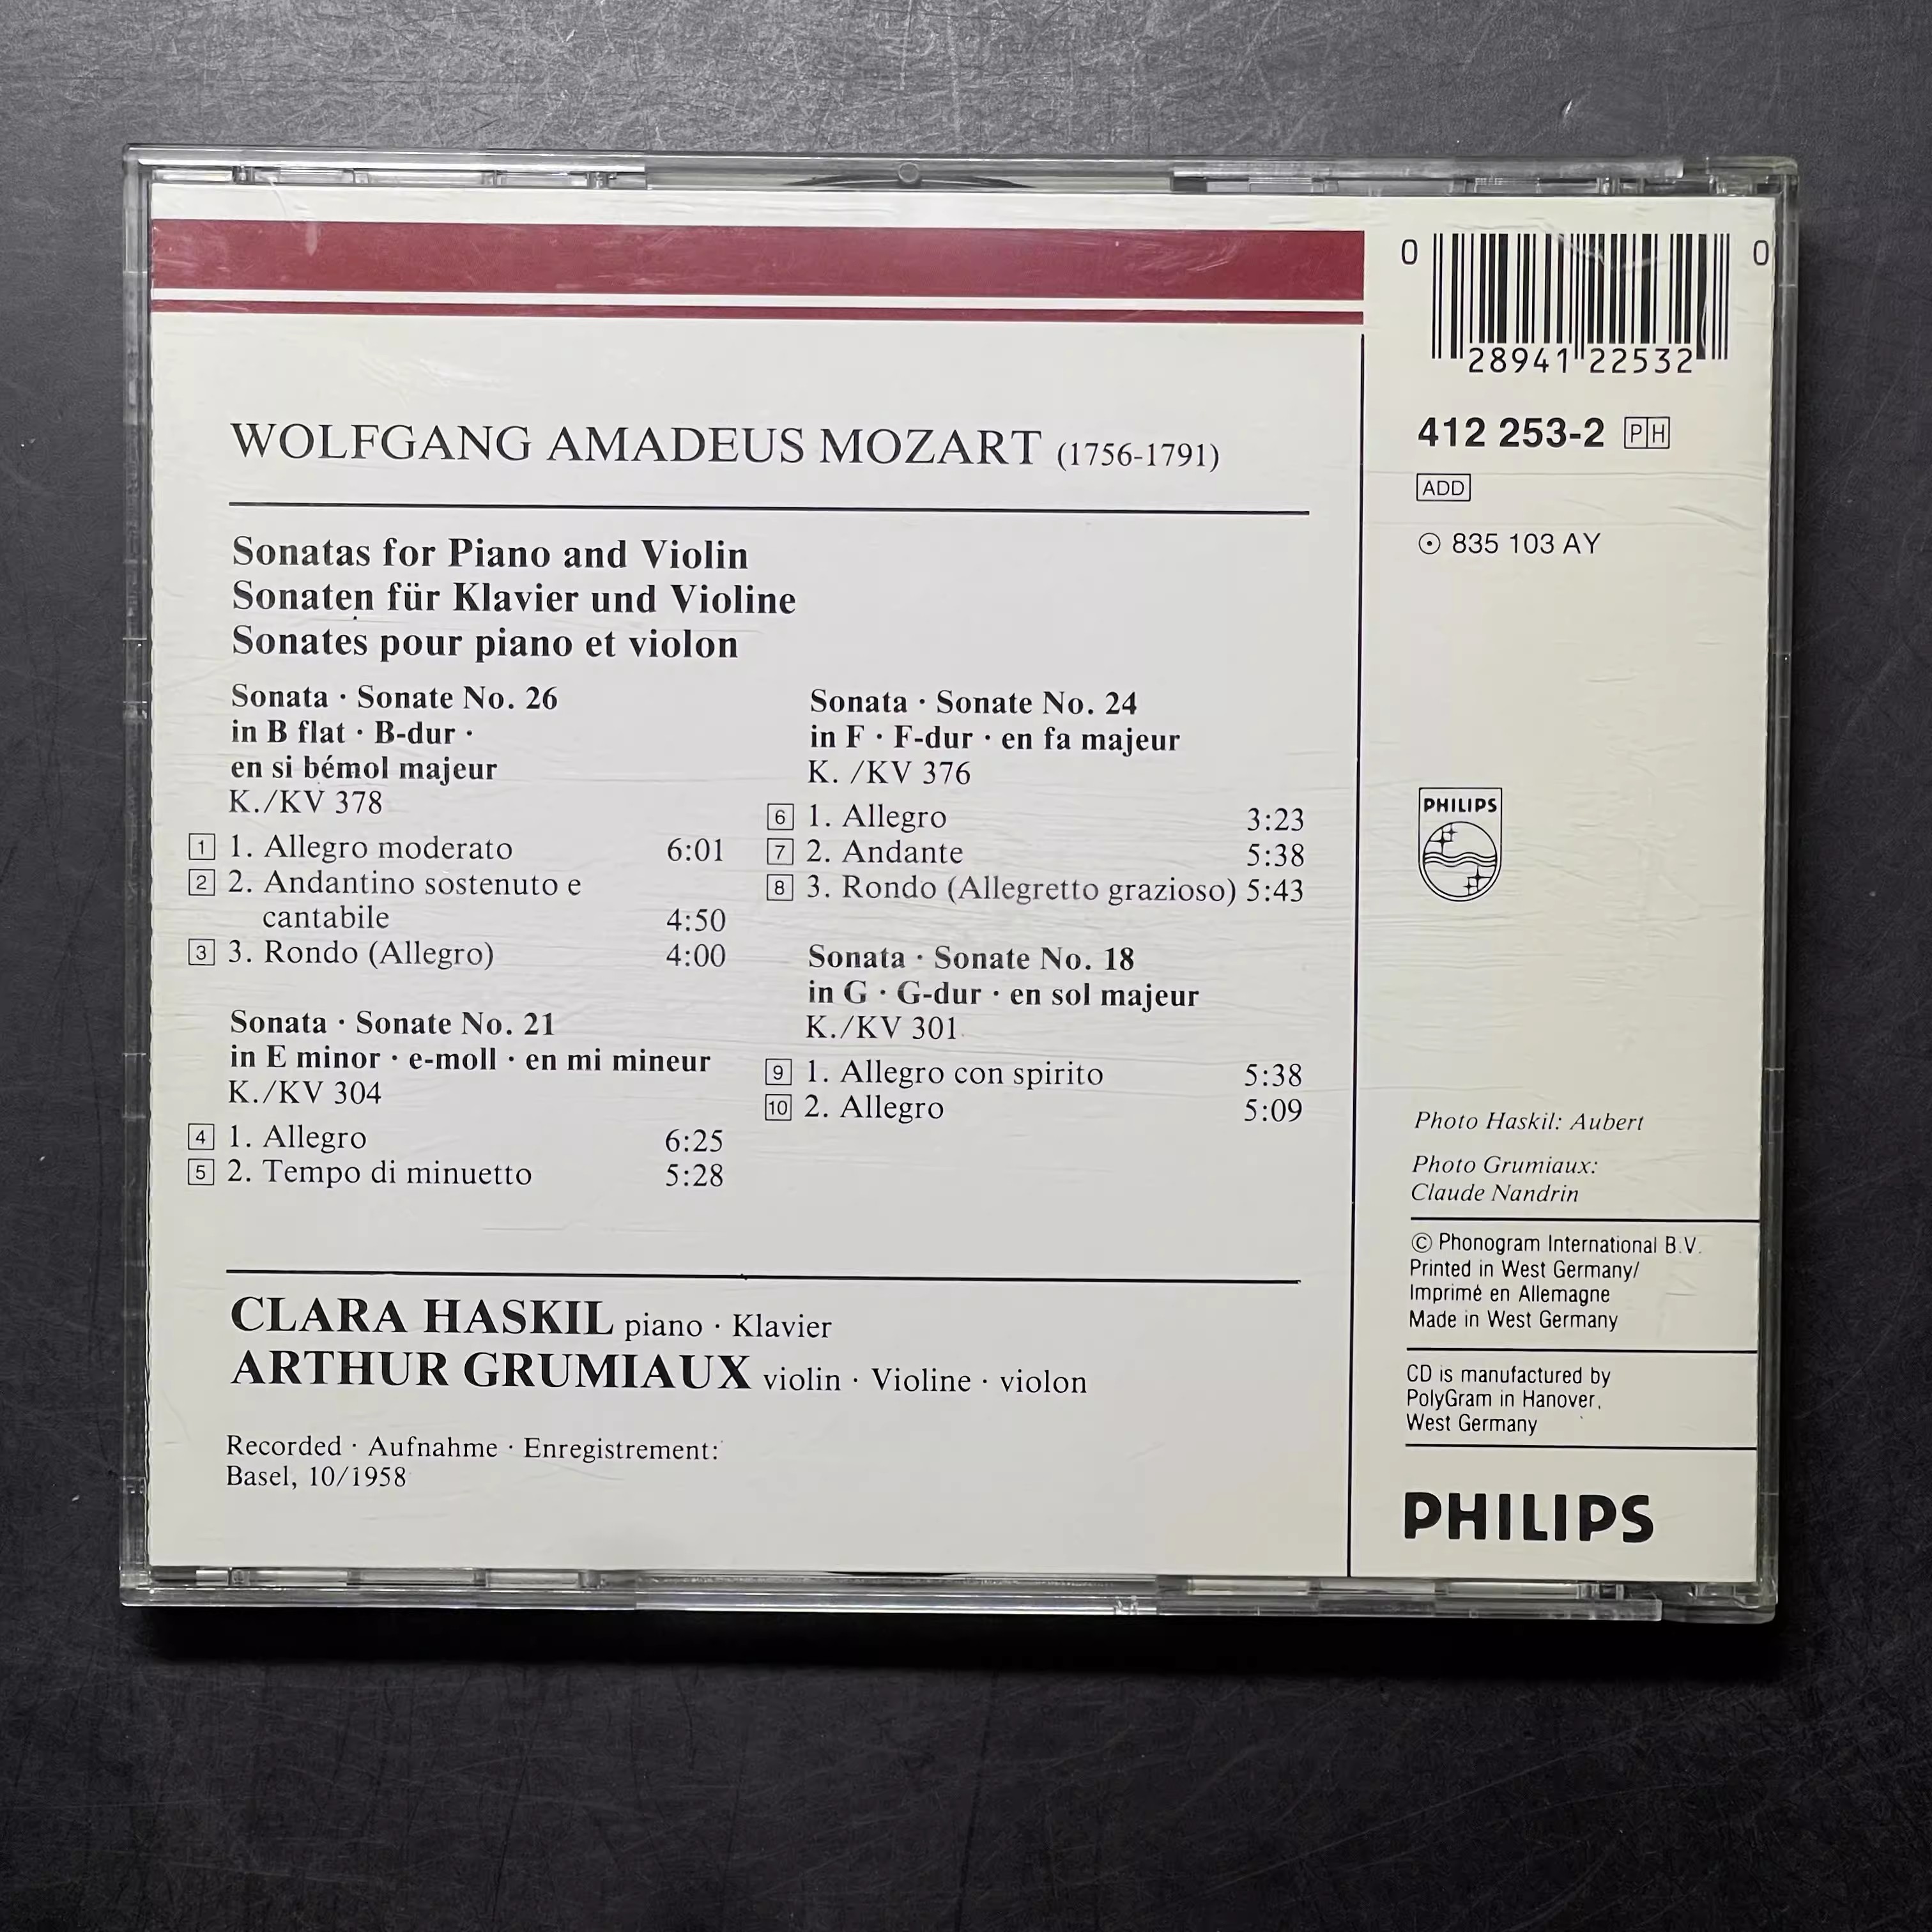 WOLFGANG AMADEUS MOZART (1756-1791)
Sonatas for Piano and Violin
Sonaten für Klavier und Violine
Sonates pour piano et violon
Sonata · Sonate No. 26
in B flat · B-dur ·
en si bémol majeur
K./KV 378
1 1. Allegro moderato 6:01
2 2. Andantino sostenuto e
cantabile 4:50
3 3. Rondo (Allegro) 4:00
Sonata · Sonate No. 21
in E minor · e-moll · en mi mineur
K./KV 304
4 1. Allegro 6:25
5 2. Tempo di minuetto 5:28
Sonata · Sonate No. 24
in F · F-dur · en fa majeur
K. /KV 376
6 1. Allegro 3:23
7 2. Andante 5:38
8 3. Rondo (Allegretto grazioso) 5:43
Sonata · Sonate No. 18
in G · G-dur · en sol majeur
K./KV 301
9 1. Allegro con spirito 5:38
10 2. Allegro 5:09
CLARA HASKIL piano · Klavier
ARTHUR GRUMIAUX violin · Violine · violon
Recorded · Aufnahme · Enregistrement:
Basel, 10/1958
0 28941 22532 0
412 253-2 PH
ADD
⊙ 835 103 AY
PHILIPS
Photo Haskil: Aubert
Photo Grumiaux:
Claude Nandrin
© Phonogram International B.V.
Printed in West Germany/
Imprimé en Allemagne
Made in West Germany
CD is manufactured by
PolyGram in Hanover,
West Germany
PHILIPS